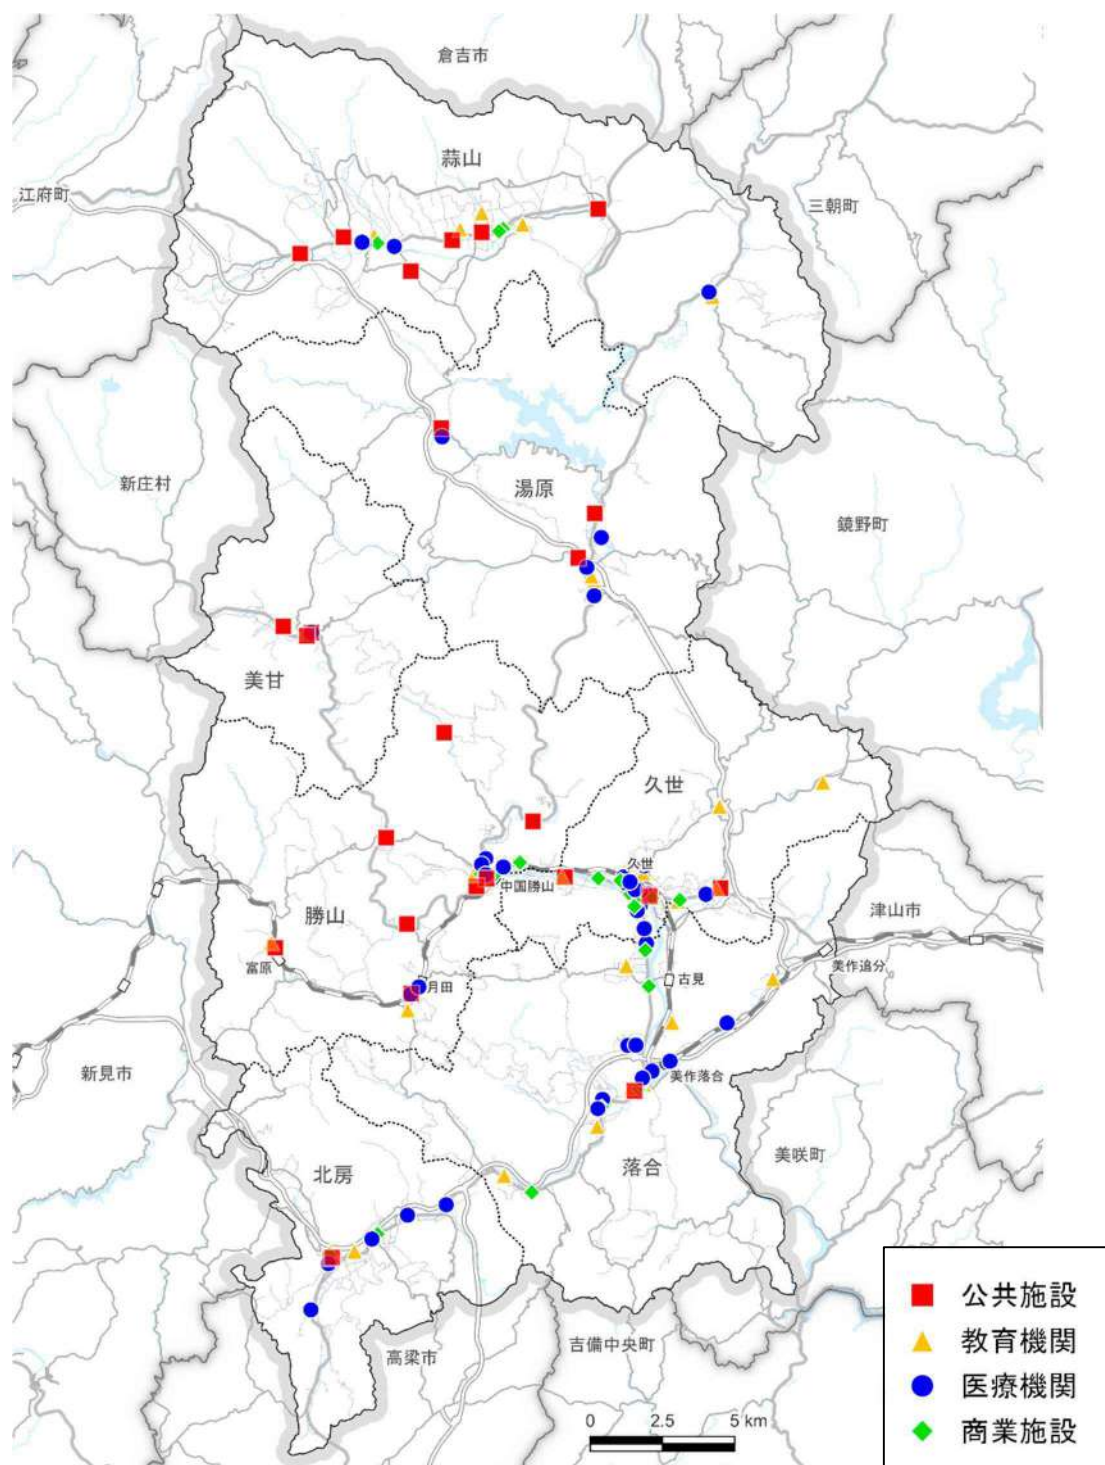 倉吉市
蒜山
江府町
三朝町
新庄村
湯原
鏡野町
美甘
久世
久世
中国勝山
勝山
津山市
富原
月田
古見
美作追分
新見市
美作落合
美咲町
北房
落合
吉備中央町
高梁市
0 2.5 5 km
公共施設
教育機関
医療機関
商業施設